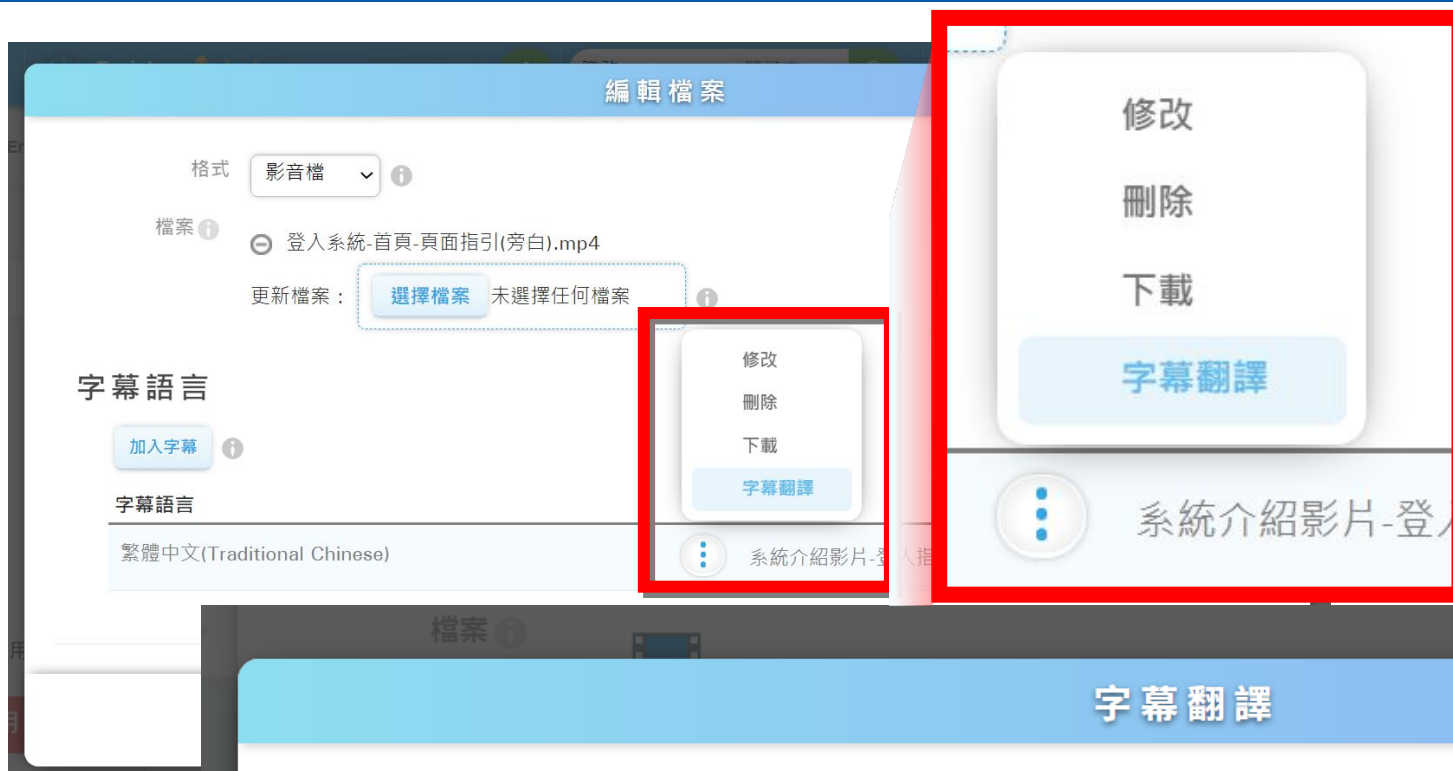 編輯檔案
格式 影音檔
檔案
登入系統-首頁-頁面指引(旁白).mp4
更新檔案： 選擇檔案 未選擇任何檔案
字幕語言
加入字幕
字幕語言
繁體中文(Traditional Chinese)
修改
刪除
下載
字幕翻譯
系統介紹影片-登入指
修改
刪除
下載
字幕翻譯
系統介紹影片-登
檔案
字幕翻譯